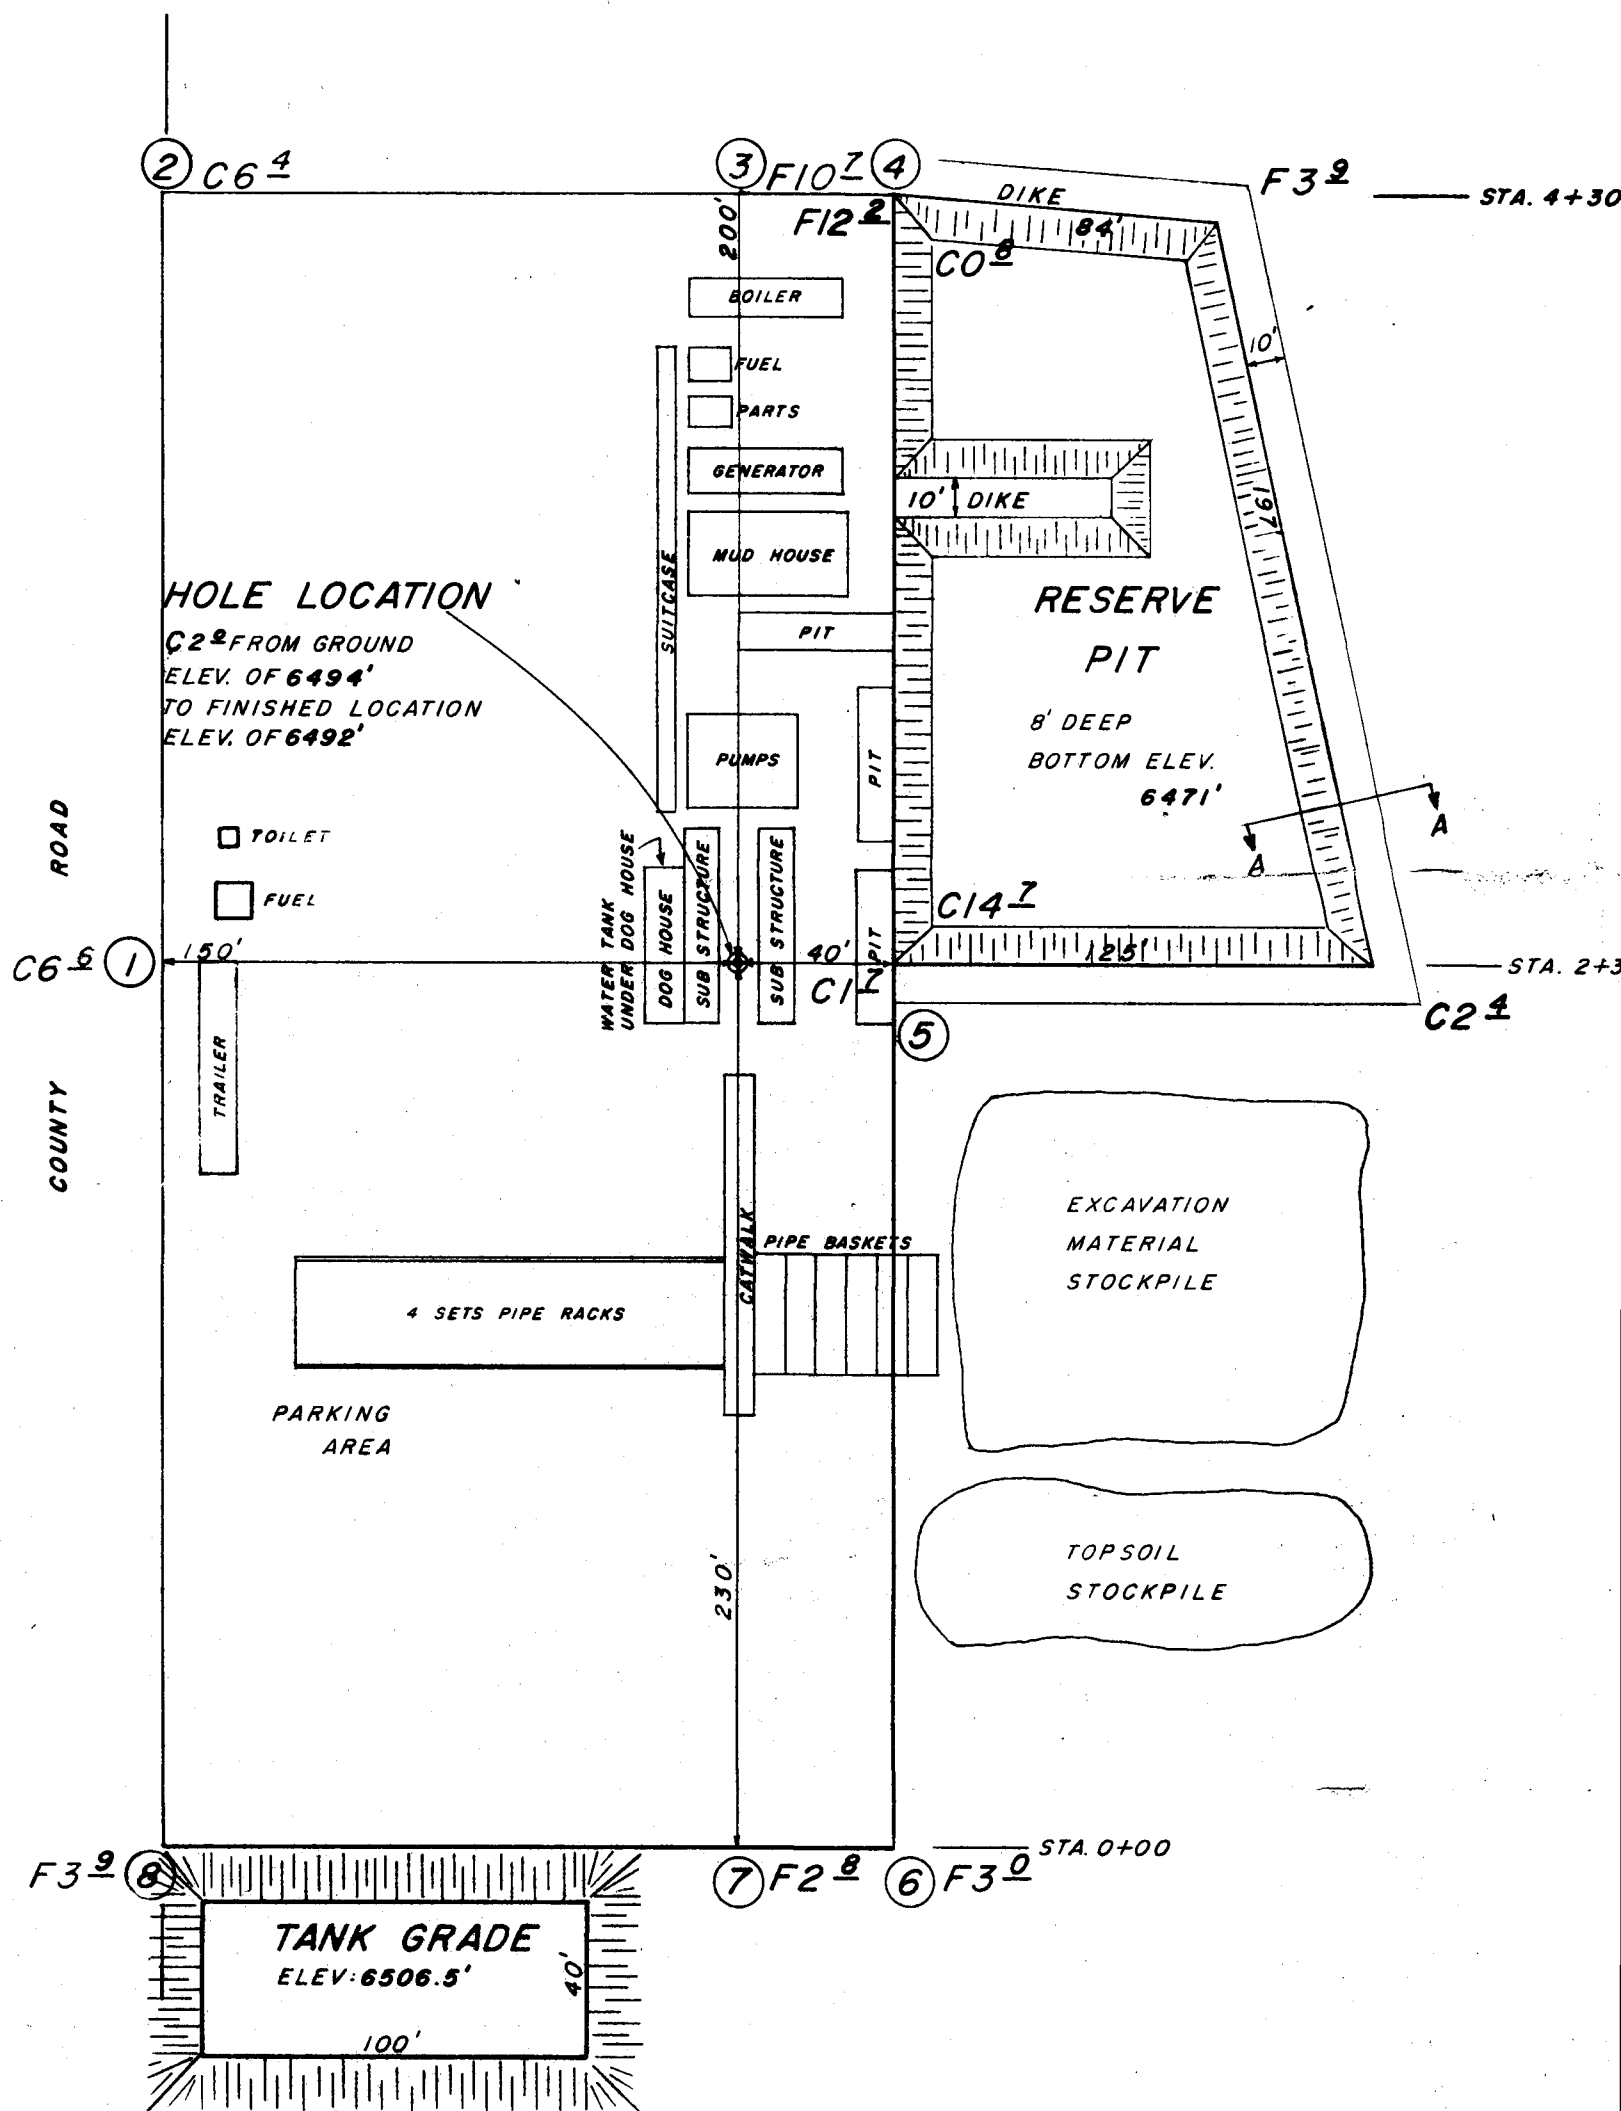 2 C6 4
3 F10 7 4
F3 9
STA. 4+30
DIKE
84'
F12 2
C0 8
200'
BOILER
FUEL
PARTS
GENERATOR
MUD HOUSE
SUITCASE
PIT
10'
10' DIKE
197'
HOLE LOCATION
C2 0 FROM GROUND
ELEV. OF 6494'
TO FINISHED LOCATION
ELEV. OF 6492'
RESERVE
PIT
8' DEEP
BOTTOM ELEV.
6471'
A
A
PUMPS
PIT
COUNTY ROAD
TOILET
FUEL
WATER TANK
UNDER DOG HOUSE
DOG HOUSE
SUB STRUCTURE
SUB STRUCTURE
PIT
C14 7
C6 6 1
150'
40'
125'
STA. 2+3
C1 7
C2 4
5
TRAILER
CATWALK
PIPE BASKETS
4 SETS PIPE RACKS
EXCAVATION
MATERIAL
STOCKPILE
PARKING
AREA
TOPSOIL
STOCKPILE
230'
STA. 0+00
F3 9 8
7 F2 8
6 F3 0
TANK GRADE
ELEV: 6506.5'
40'
100'